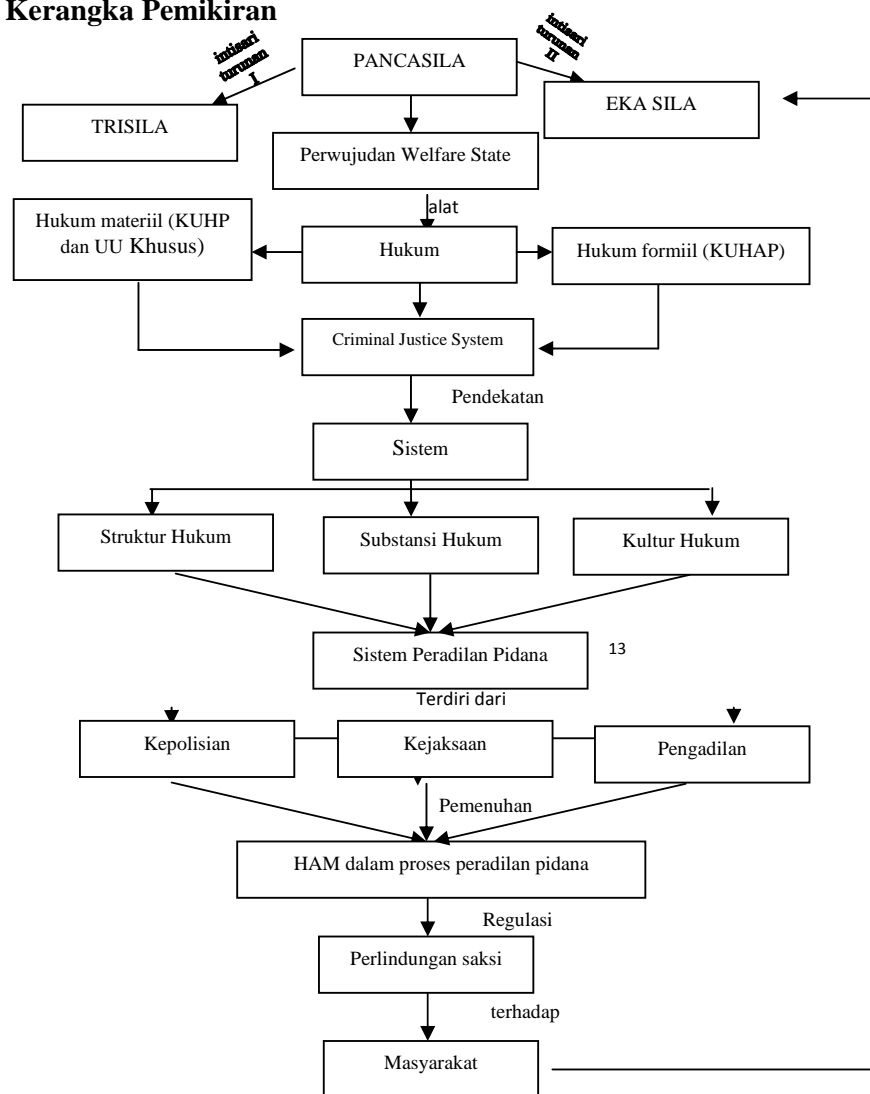 Kerangka Pemikiran
intisari
turunan
I
intisari
turunan
II
PANCASILA
TRISILA
EKA SILA
Perwujudan Welfare State
alat
Hukum materiil (KUHP
dan UU Khusus)
Hukum
Hukum formiil (KUHAP)
Criminal Justice System
Pendekatan
Sistem
Struktur Hukum
Substansi Hukum
Kultur Hukum
Sistem Peradilan Pidana
13
Terdiri dari
Kepolisian
Kejaksaan
Pengadilan
Pemenuhan
HAM dalam proses peradilan pidana
Regulasi
Perlindungan saksi
terhadap
Masyarakat